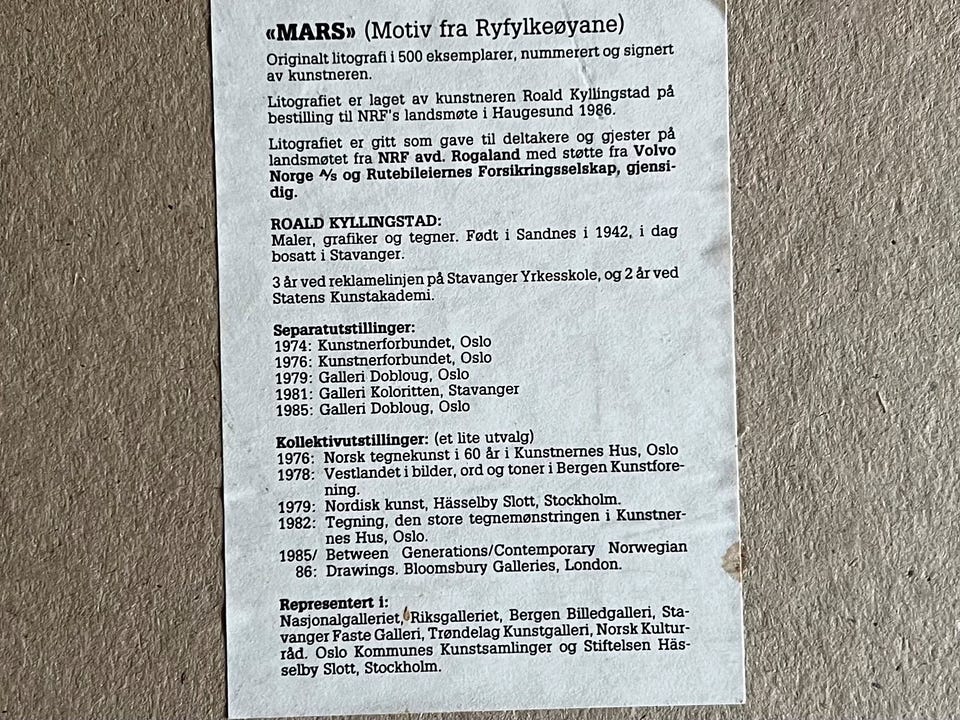 «MARS» (Motiv fra Ryfylkeøyane)
Originalt litografi i 500 eksemplarer, nummerert og signert
av kunstneren.
Litografiet er laget av kunstneren Roald Kyllingstad på
bestilling til NRF's landsmøte i Haugesund 1986.
Litografiet er gitt som gave til deltakere og gjester på
landsmøtet fra NRF avd. Rogaland med støtte fra Volvo
Norge A/s og Rutebileiernes Forsikringsselskap, gjensi-
dig.
ROALD KYLLINGSTAD:
Maler, grafiker og tegner. Født i Sandnes i 1942, i dag
bosatt i Stavanger.
3 år ved reklamelinjen på Stavanger Yrkesskole, og 2 år ved
Statens Kunstakademi.
Separatutstillinger:
1974: Kunstnerforbundet, Oslo
1976: Kunstnerforbundet, Oslo
1979: Galleri Dobloug, Oslo
1981: Galleri Koloritten, Stavanger
1985: Galleri Dobloug, Oslo
Kollektivutstillinger: (et lite utvalg)
1976: Norsk tegnekunst i 60 år i Kunstnernes Hus, Oslo
1978: Vestlandet i bilder, ord og toner i Bergen Kunstfore-
ning.
1979: Nordisk kunst, Hässelby Slott, Stockholm.
1982: Tegning, den store tegnemønstringen i Kunstner-
nes Hus, Oslo.
1985/ Between Generations/Contemporary Norwegian
86: Drawings. Bloomsbury Galleries, London.
Representert i:
Nasjonalgalleriet, Riksgalleriet, Bergen Billedgalleri, Sta-
vanger Faste Galleri, Trøndelag Kunstgalleri, Norsk Kultur-
råd. Oslo Kommunes Kunstsamlinger og Stiftelsen Häs-
selby Slott, Stockholm.